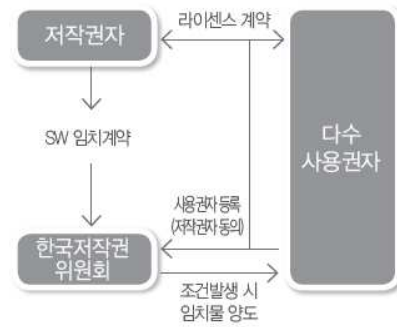 저작권자
라이센스 계약
다수
사용권자
SW 임치계약
사용권자 등록
(저작권자 동의)
한국저작권
위원회
조건발생 시
임치물 양도